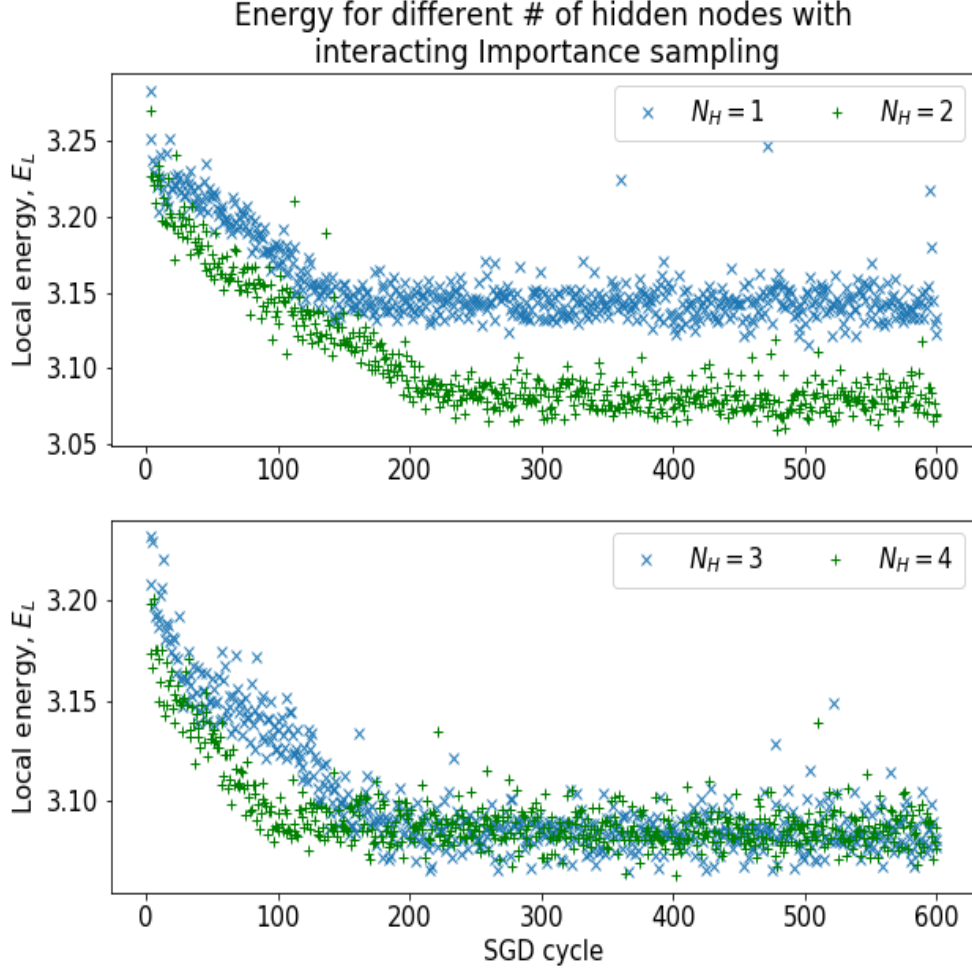 Energy for different # of hidden nodes with
interacting Importance sampling
N_H = 1 N_H = 2
Local energy, E_L
3.25
3.20
3.15
3.10
3.05
0 100 200 300 400 500 600
N_H = 3 N_H = 4
Local energy, E_L
3.20
3.15
3.10
0 100 200 300 400 500 600
SGD cycle